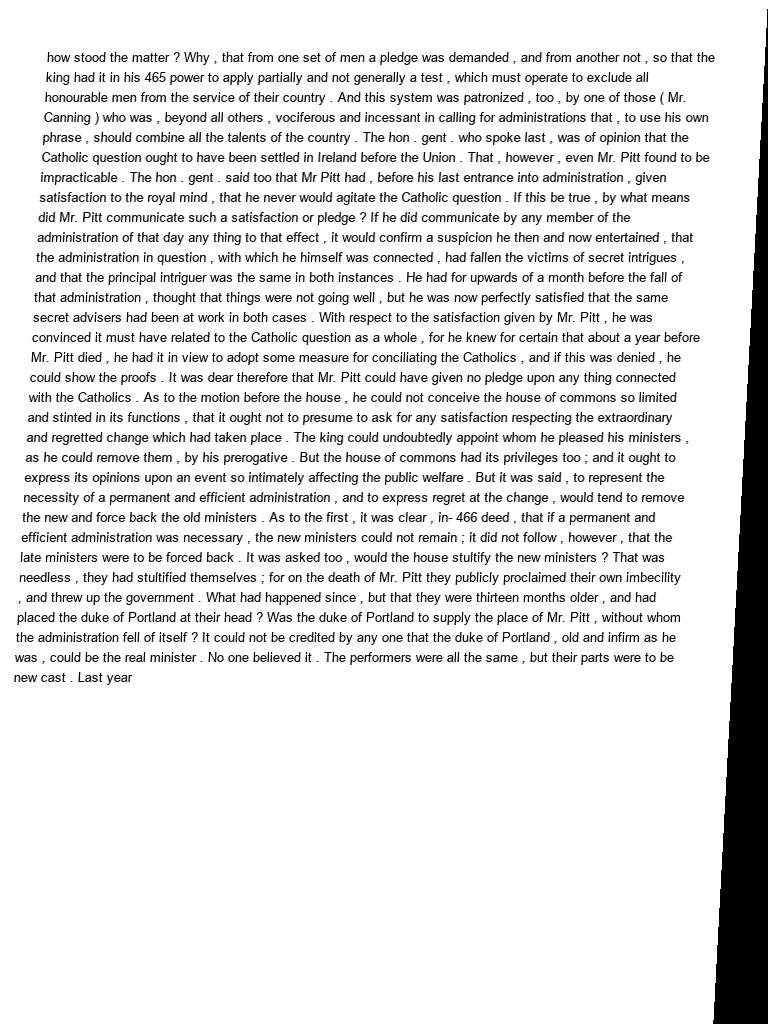 how stood the matter ? Why , that from one set of men a pledge was demanded , and from another not , so that the
king had it in his 465 power to apply partially and not generally a test , which must operate to exclude all
honourable men from the service of their country . And this system was patronized , too , by one of those ( Mr.
Canning ) who was , beyond all others , vociferous and incessant in calling for administrations that , to use his own
phrase , should combine all the talents of the country . The hon . gent . who spoke last , was of opinion that the
Catholic question ought to have been settled in Ireland before the Union . That , however , even Mr. Pitt found to be
impracticable . The hon . gent . said too that Mr Pitt had , before his last entrance into administration , given
satisfaction to the royal mind , that he never would agitate the Catholic question . If this be true , by what means
did Mr. Pitt communicate such a satisfaction or pledge ? If he did communicate by any member of the
administration of that day any thing to that effect , it would confirm a suspicion he then and now entertained , that
the administration in question , with which he himself was connected , had fallen the victims of secret intrigues ,
and that the principal intriguer was the same in both instances . He had for upwards of a month before the fall of
that administration , thought that things were not going well , but he was now perfectly satisfied that the same
secret advisers had been at work in both cases . With respect to the satisfaction given by Mr. Pitt , he was
convinced it must have related to the Catholic question as a whole , for he knew for certain that about a year before
Mr. Pitt died , he had it in view to adopt some measure for conciliating the Catholics , and if this was denied , he
could show the proofs . It was dear therefore that Mr. Pitt could have given no pledge upon any thing connected
with the Catholics . As to the motion before the house , he could not conceive the house of commons so limited
and stinted in its functions , that it ought not to presume to ask for any satisfaction respecting the extraordinary
and regretted change which had taken place . The king could undoubtedly appoint whom he pleased his ministers ,
as he could remove them , by his prerogative . But the house of commons had its privileges too ; and it ought to
express its opinions upon an event so intimately affecting the public welfare . But it was said , to represent the
necessity of a permanent and efficient administration , and to express regret at the change , would tend to remove
the new and force back the old ministers . As to the first , it was clear , in- 466 deed , that if a permanent and
efficient administration was necessary , the new ministers could not remain ; it did not follow , however , that the
late ministers were to be forced back . It was asked too , would the house stultify the new ministers ? That was
needless , they had stultified themselves ; for on the death of Mr. Pitt they publicly proclaimed their own imbecility
, and threw up the government . What had happened since , but that they were thirteen months older , and had
placed the duke of Portland at their head ? Was the duke of Portland to supply the place of Mr. Pitt , without whom
the administration fell of itself ? It could not be credited by any one that the duke of Portland , old and infirm as he
was , could be the real minister . No one believed it . The performers were all the same , but their parts were to be
new cast . Last year